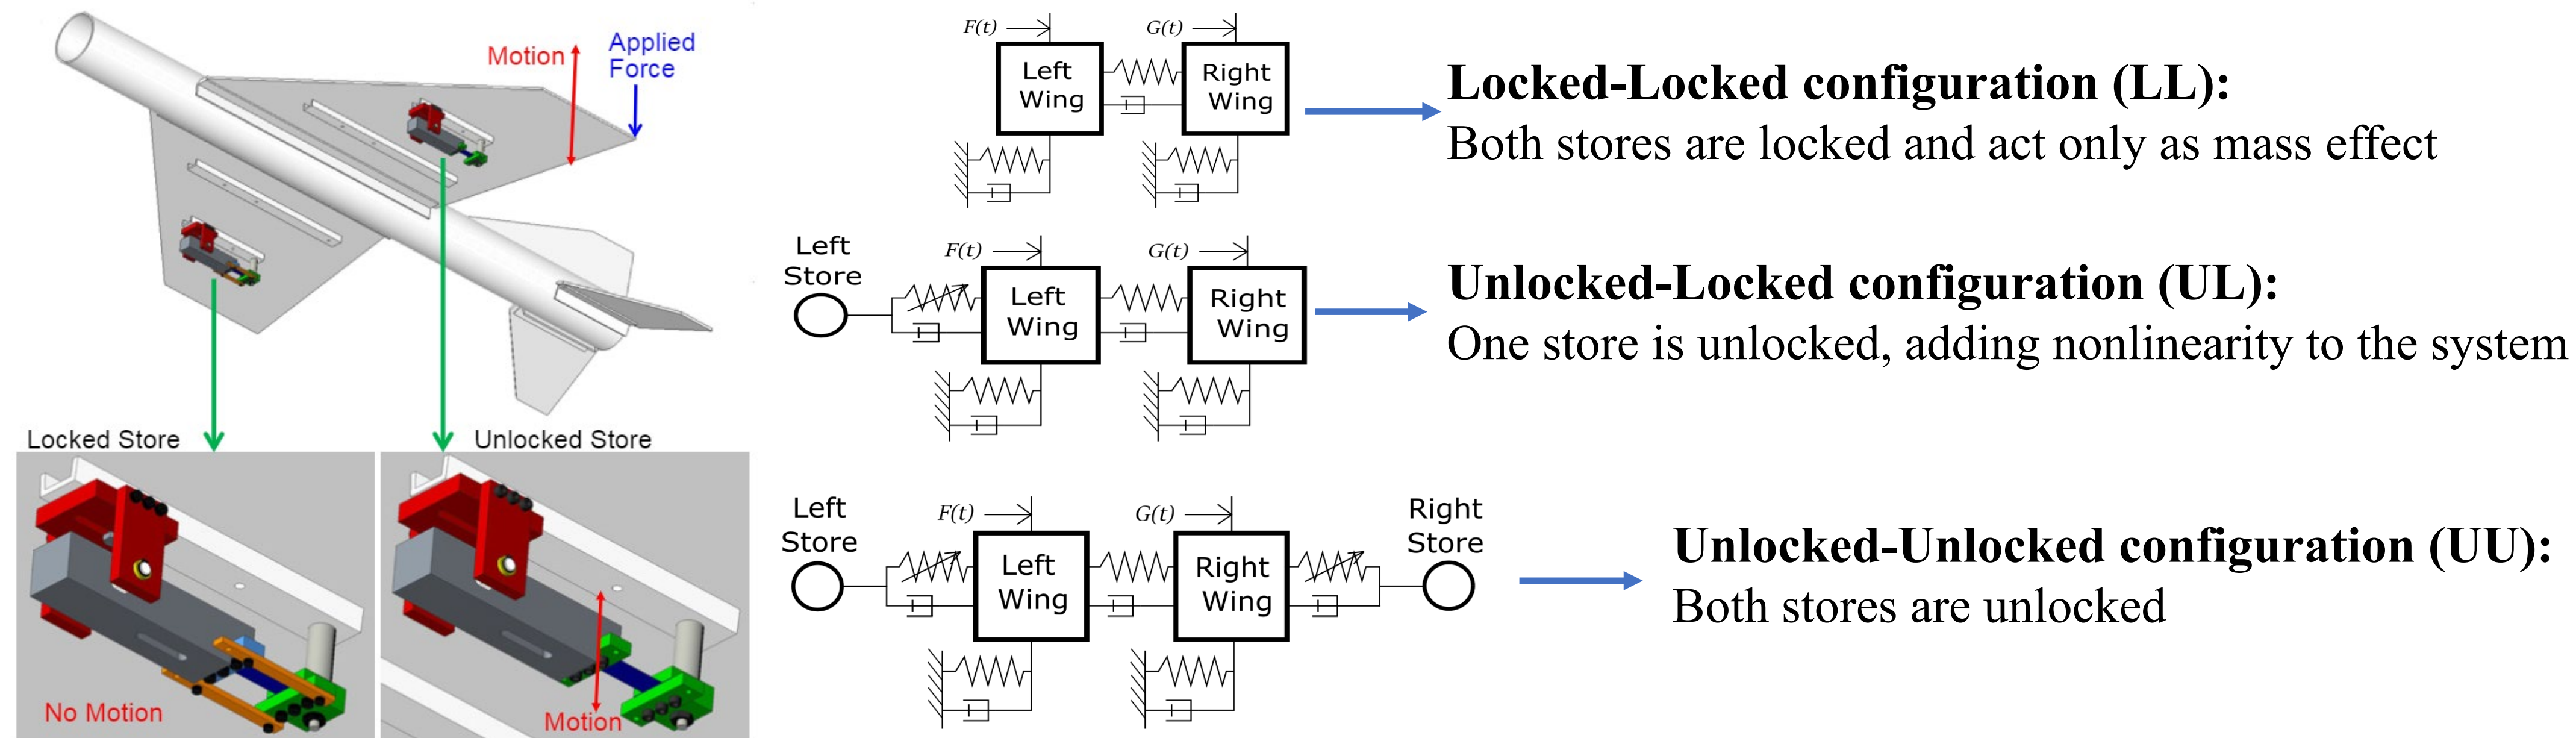 Motion
Applied
Force
Locked Store
Unlocked Store
No Motion
Motion
F(t)
G(t)
Left
Wing
Right
Wing
Locked-Locked configuration (LL):
Both stores are locked and act only as mass effect
Left
Store
F(t)
G(t)
Left
Wing
Right
Wing
Unlocked-Locked configuration (UL):
One store is unlocked, adding nonlinearity to the system
Left
Store
F(t)
G(t)
Left
Wing
Right
Wing
Right
Store
Unlocked-Unlocked configuration (UU):
Both stores are unlocked